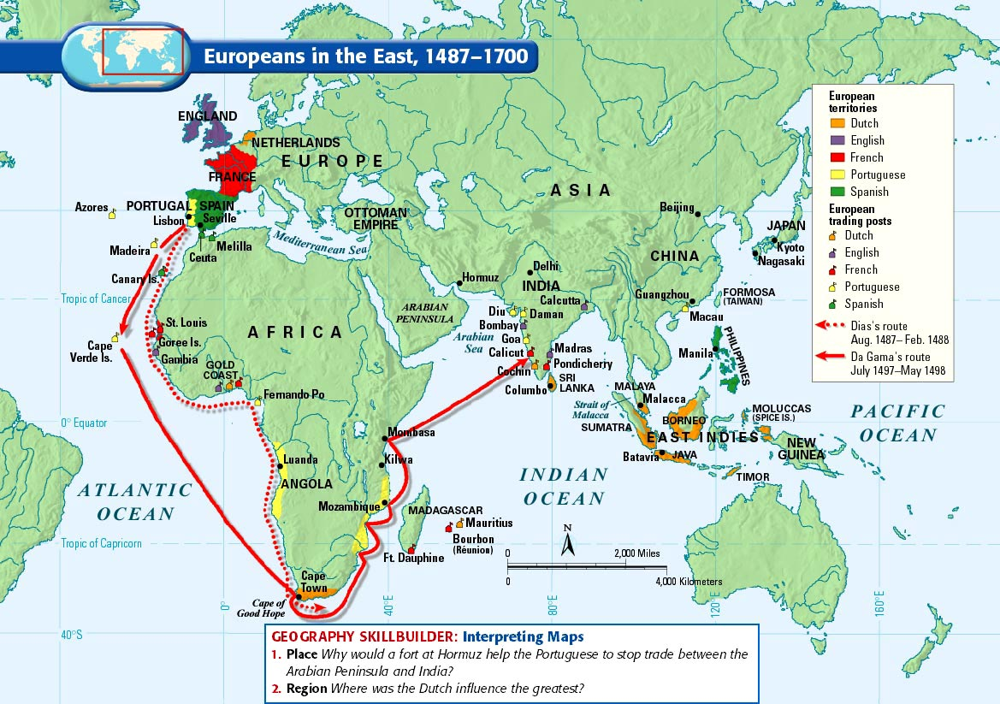 Europeans in the East, 1487–1700
ENGLAND
NETHERLANDS
EUROPE
FRANCE
ASIA
Azores
PORTUGAL
SPAIN
Lisbon
Seville
OTTOMAN
EMPIRE
Beijing
JAPAN
Kyoto
Nagasaki
Madeira
Ceuta
Melilla
Mediterranean Sea
CHINA
Canary Is.
Hormuz
Delhi
INDIA
Calcutta
Guangzhou
FORMOSA
(TAIWAN)
Tropic of Cancer
ARABIAN
PENINSULA
Diu
Daman
Macau
AFRICA
St. Louis
Goree Is.
Gambia
Bombay
Arabian
Sea
Goa
Calicut
Madras
Pondicherry
Cochin
Manila
PHILIPPINES
Cape
Verde Is.
GOLD
COAST
Fernando Po
Columbo
SRI
LANKA
MALAYA
Malacca
Strait of
Malacca
SUMATRA
BORNEO
MOLUCCAS
(SPICE IS.)
PACIFIC
OCEAN
0° Equator
Mombasa
EAST INDIES
NEW
GUINEA
Batavia
JAVA
Luanda
Kilwa
ANGOLA
TIMOR
INDIAN
OCEAN
ATLANTIC
OCEAN
Mozambique
MADAGASCAR
Mauritius
Bourbon
(Réunion)
Ft. Dauphine
Tropic of Capricorn
N
0
2,000 Miles
0
4,000 Kilometers
Cape
Town
Cape of
Good Hope
0°
40°E
80°E
120°E
160°E
40°S
European
territories
Dutch
English
French
Portuguese
Spanish
European
trading posts
Dutch
English
French
Portuguese
Spanish
Dias's route
Aug. 1487– Feb. 1488
Da Gama's route
July 1497–May 1498
GEOGRAPHY SKILLBUILDER: Interpreting Maps
1. Place Why would a fort at Hormuz help the Portuguese to stop trade between the
Arabian Peninsula and India?
2. Region Where was the Dutch influence the greatest?